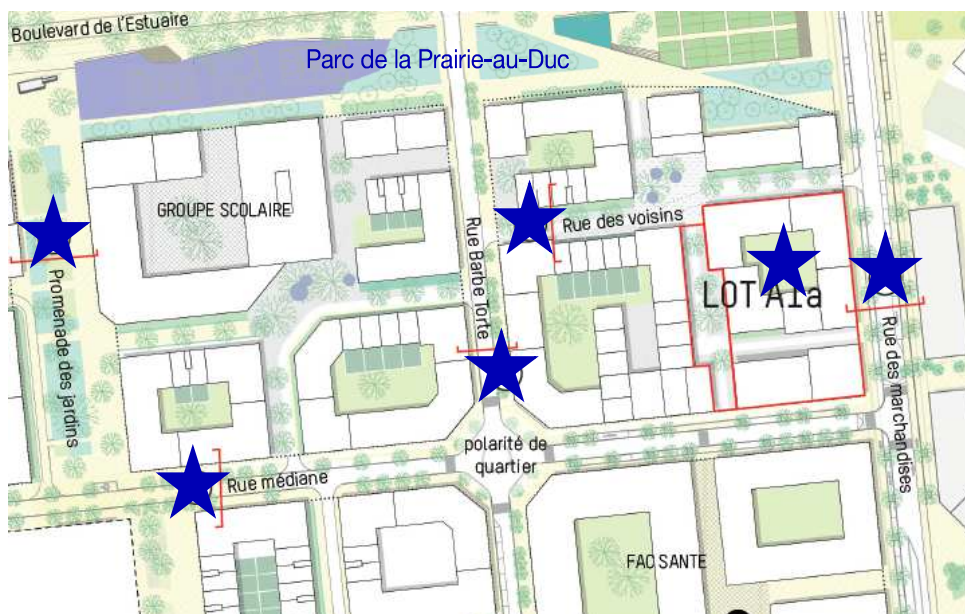 Boulevard de l'Estuaire
Parc de la Prairie-au-Duc
GROUPE SCOLAIRE
Rue Barbe Torte
Rue des voisins
LOT A1a
Promenade des jardins
Rue des marchandises
polarité de
quartier
Rue médiane
FAC SANTE